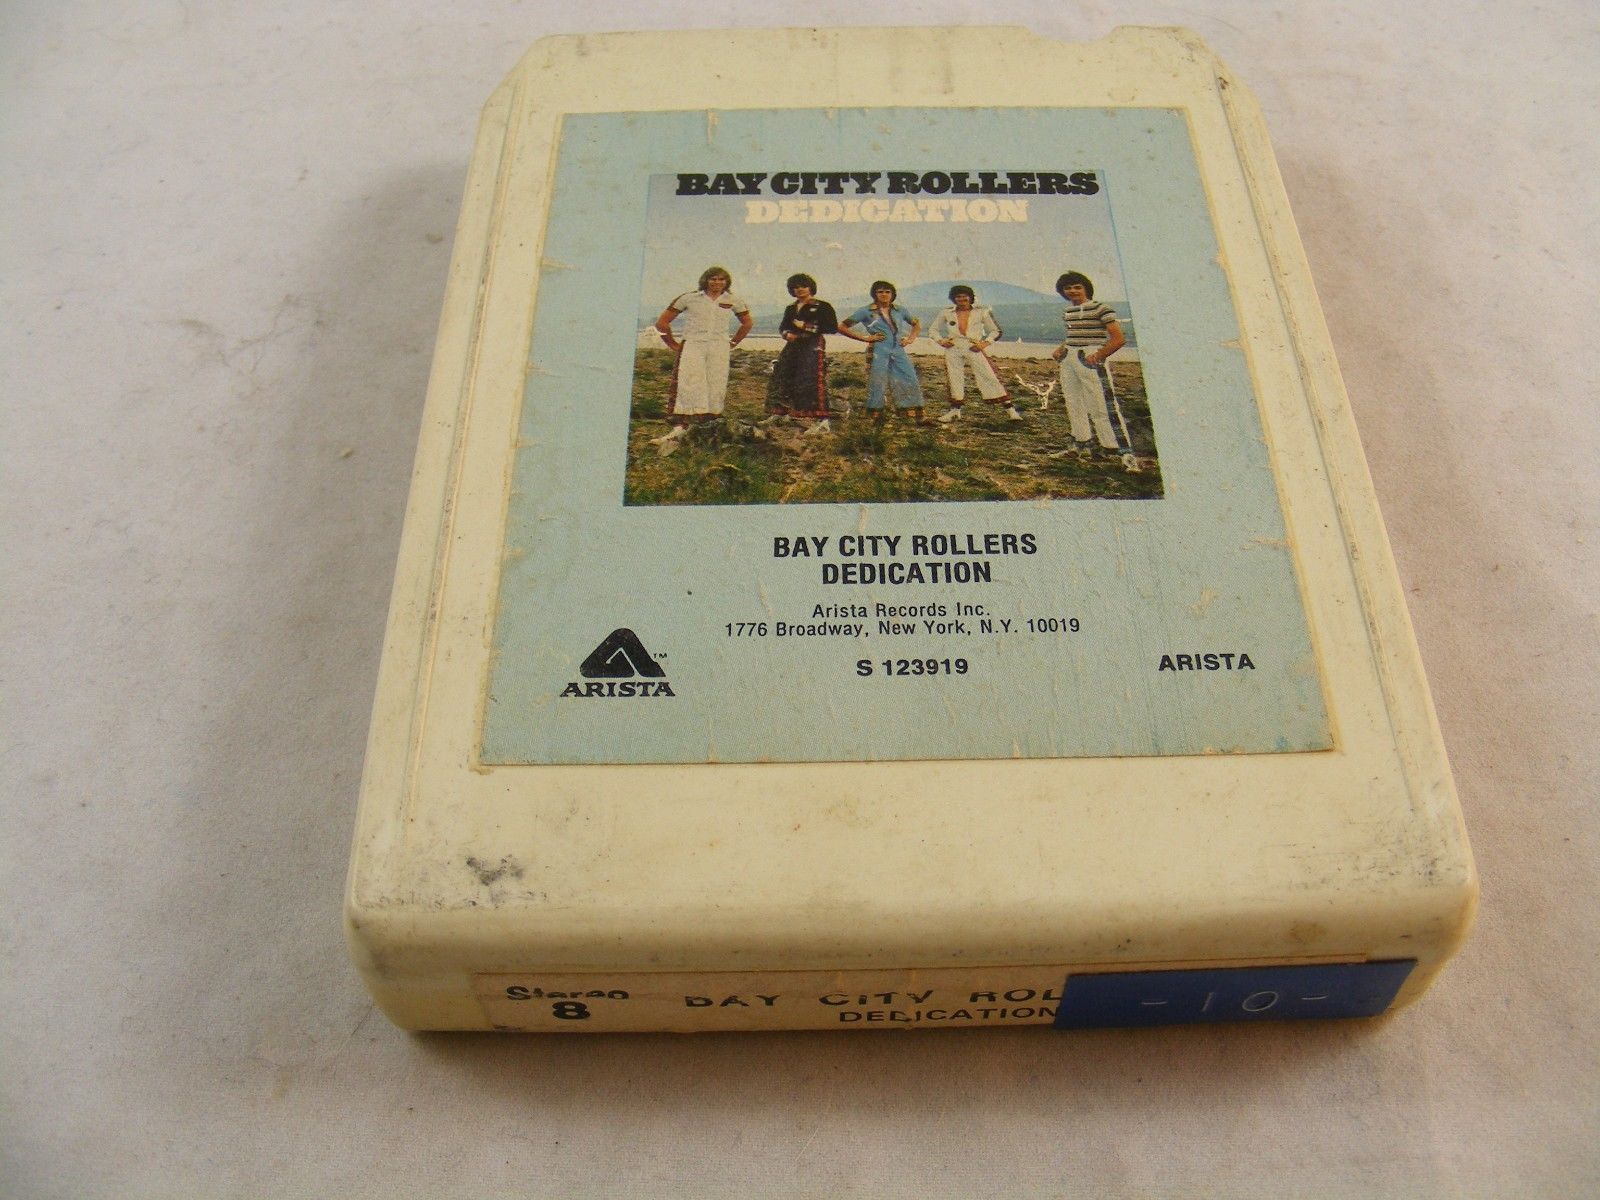 BAY CITY ROLLERS
DEDICATION
BAY CITY ROLLERS
DEDICATION
Arista Records Inc.
1776 Broadway, New York, N.Y. 10019
ARISTA™
S 123919
ARISTA
Stereo
8
BAY CITY ROL
DEDICATION
-10-